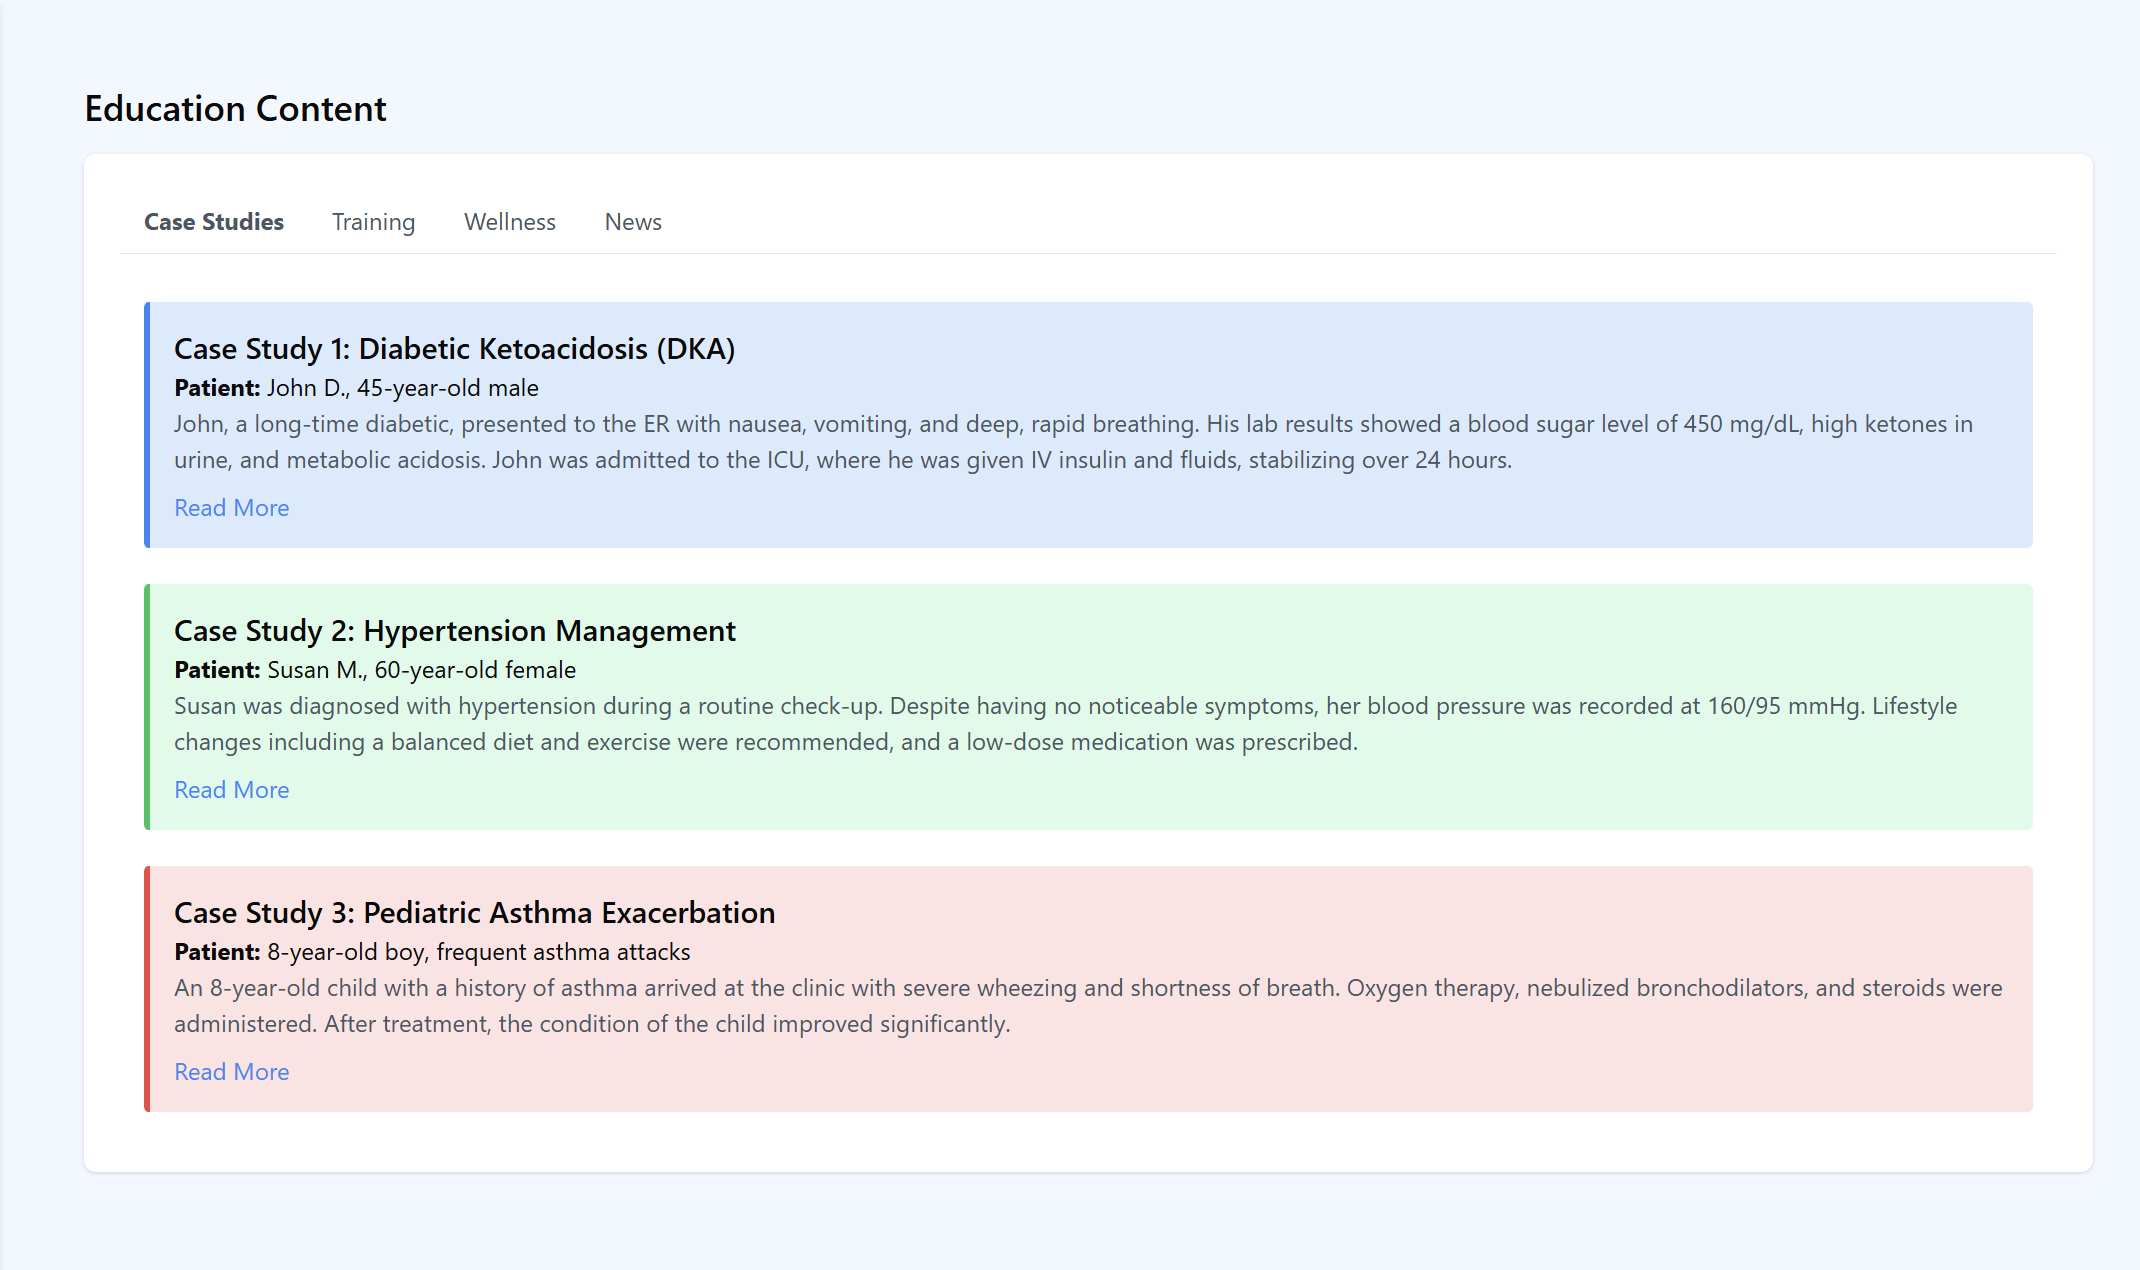 Education Content
Case Studies Training Wellness News
Case Study 1: Diabetic Ketoacidosis (DKA)
Patient: John D., 45-year-old male
John, a long-time diabetic, presented to the ER with nausea, vomiting, and deep, rapid breathing. His lab results showed a blood sugar level of 450 mg/dL, high ketones in
urine, and metabolic acidosis. John was admitted to the ICU, where he was given IV insulin and fluids, stabilizing over 24 hours.
Read More
Case Study 2: Hypertension Management
Patient: Susan M., 60-year-old female
Susan was diagnosed with hypertension during a routine check-up. Despite having no noticeable symptoms, her blood pressure was recorded at 160/95 mmHg. Lifestyle
changes including a balanced diet and exercise were recommended, and a low-dose medication was prescribed.
Read More
Case Study 3: Pediatric Asthma Exacerbation
Patient: 8-year-old boy, frequent asthma attacks
An 8-year-old child with a history of asthma arrived at the clinic with severe wheezing and shortness of breath. Oxygen therapy, nebulized bronchodilators, and steroids were
administered. After treatment, the condition of the child improved significantly.
Read More